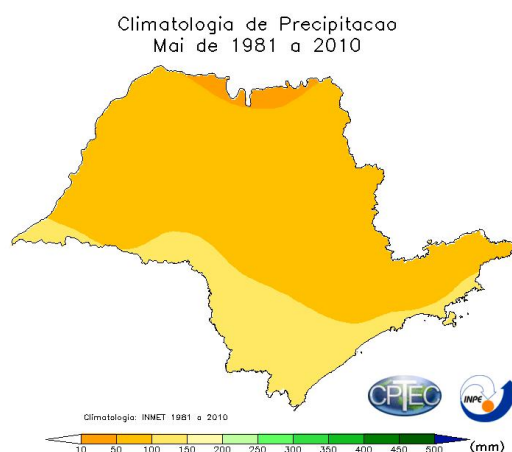 Climatologia de Precipitacao
Mai de 1981 a 2010
CPTEC
INPE
Climatologia: INMET 1981 a 2010
10 50 100 150 200 250 300 350 400 450 500 (mm)